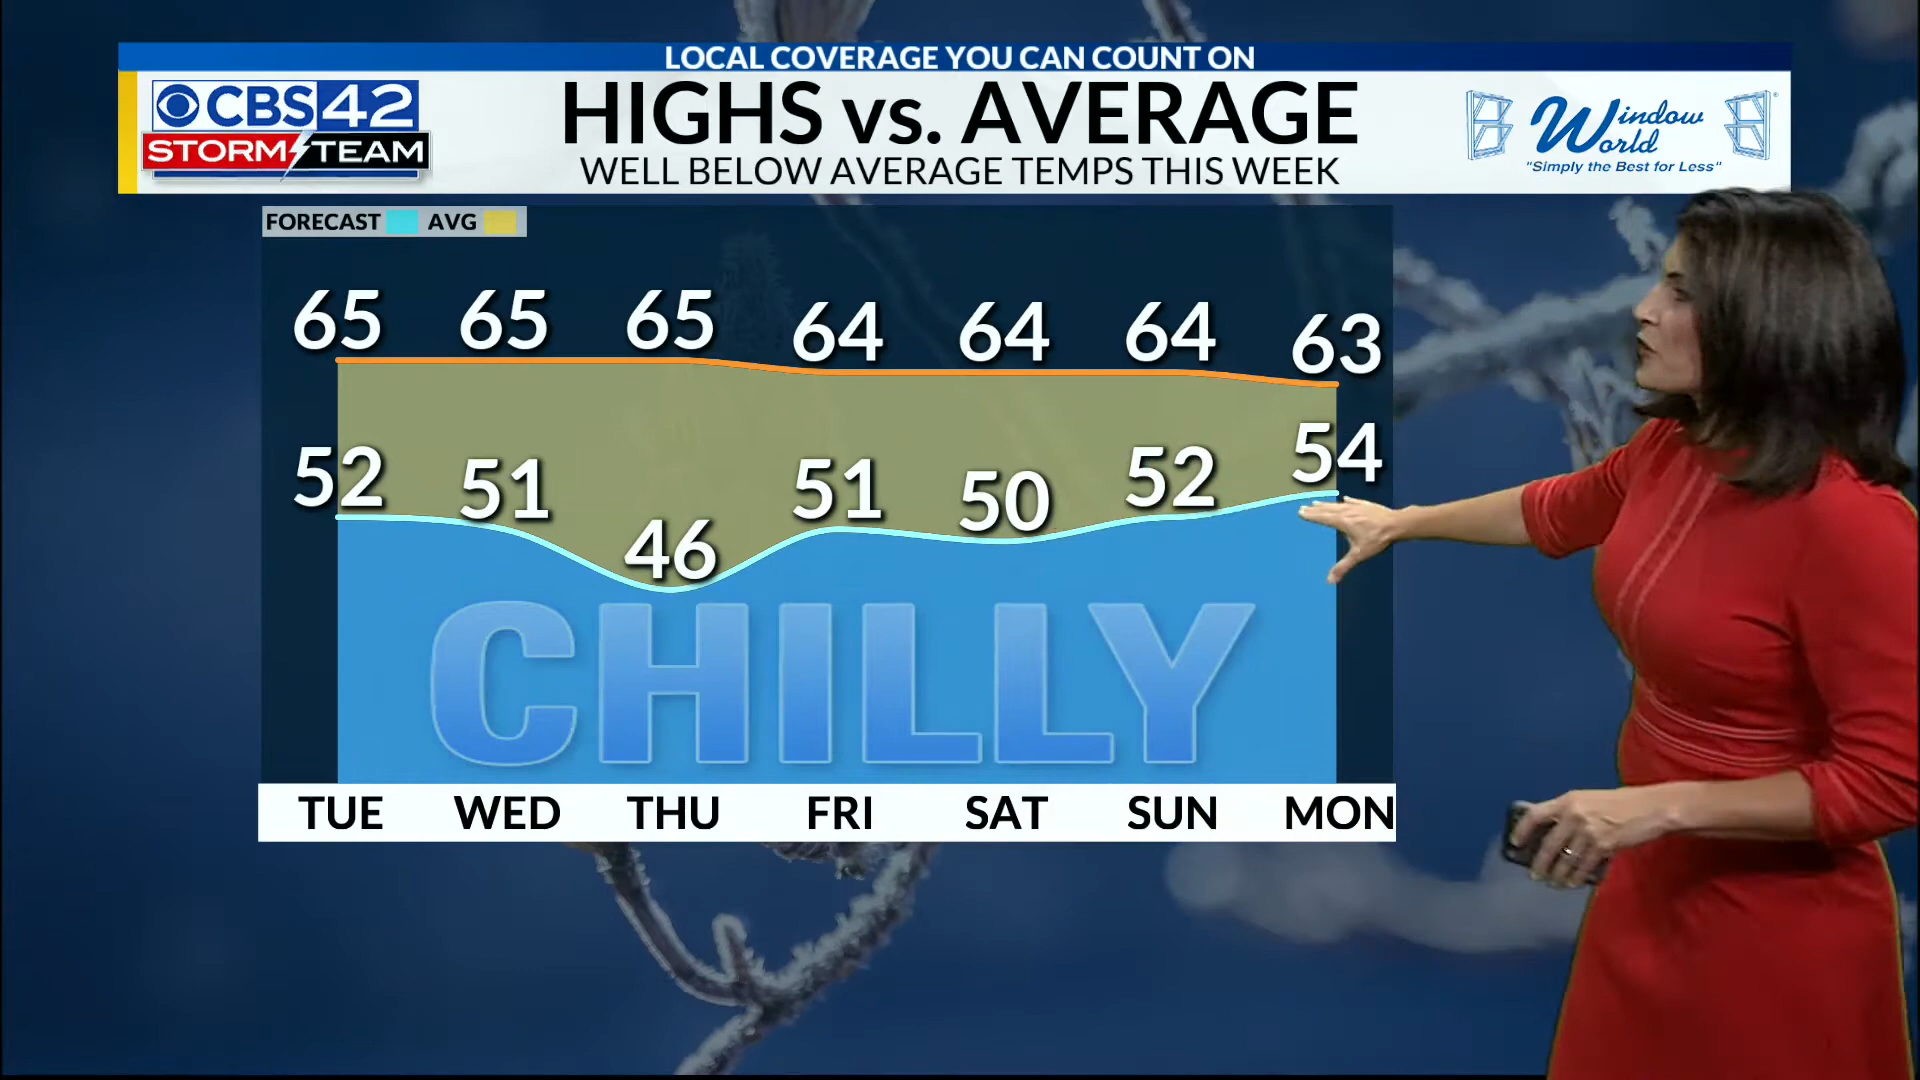 LOCAL COVERAGE YOU CAN COUNT ON
CBS 42
STORM TEAM
HIGHS vs. AVERAGE
WELL BELOW AVERAGE TEMPS THIS WEEK
Window World
"Simply the Best for Less"
FORECAST AVG
65 65 65 64 64 64 63
52 51 46 51 50 52 54
CHILLY
TUE WED THU FRI SAT SUN MON